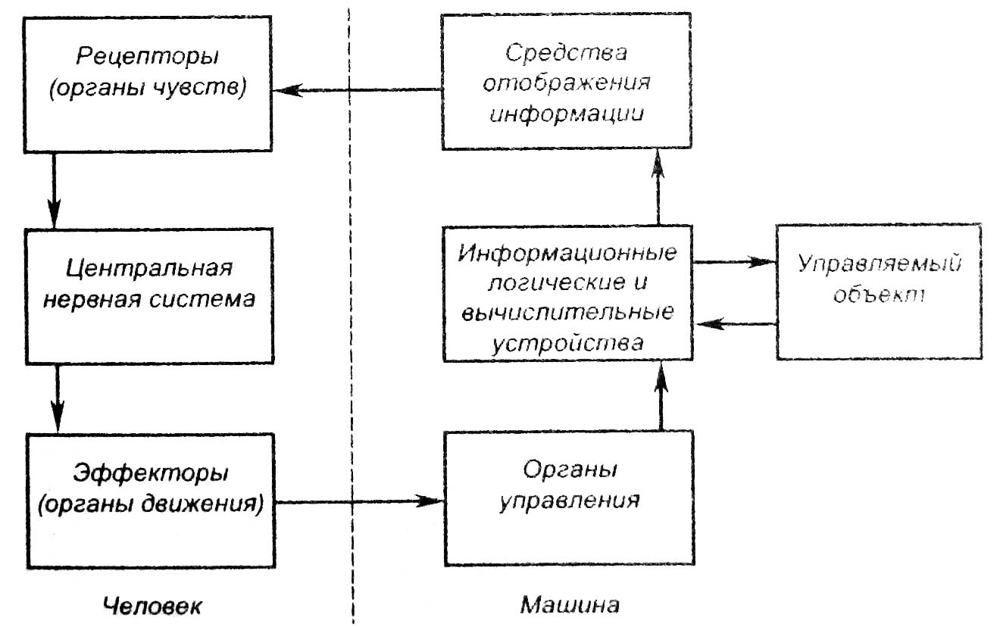 Рецепторы
(органы чувств)
Средства
отображения
информации
Центральная
нервная система
Информационные
логические и
вычислительные
устройства
Управляемый
объект
Эффекторы
(органы движения)
Органы
управления
Человек
Машина